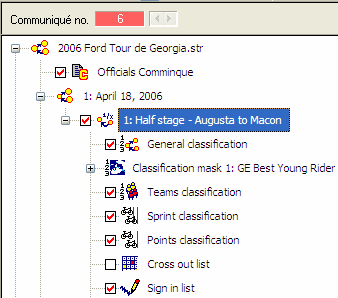 Communiqué no. 6
2006 Ford Tour de Georgia.str
Officials Comminque
1: April 18, 2006
1: Half stage - Augusta to Macon
General classification
Classification mask 1: GE Best Young Rider
Teams classification
Sprint classification
Points classification
Cross out list
Sign in list